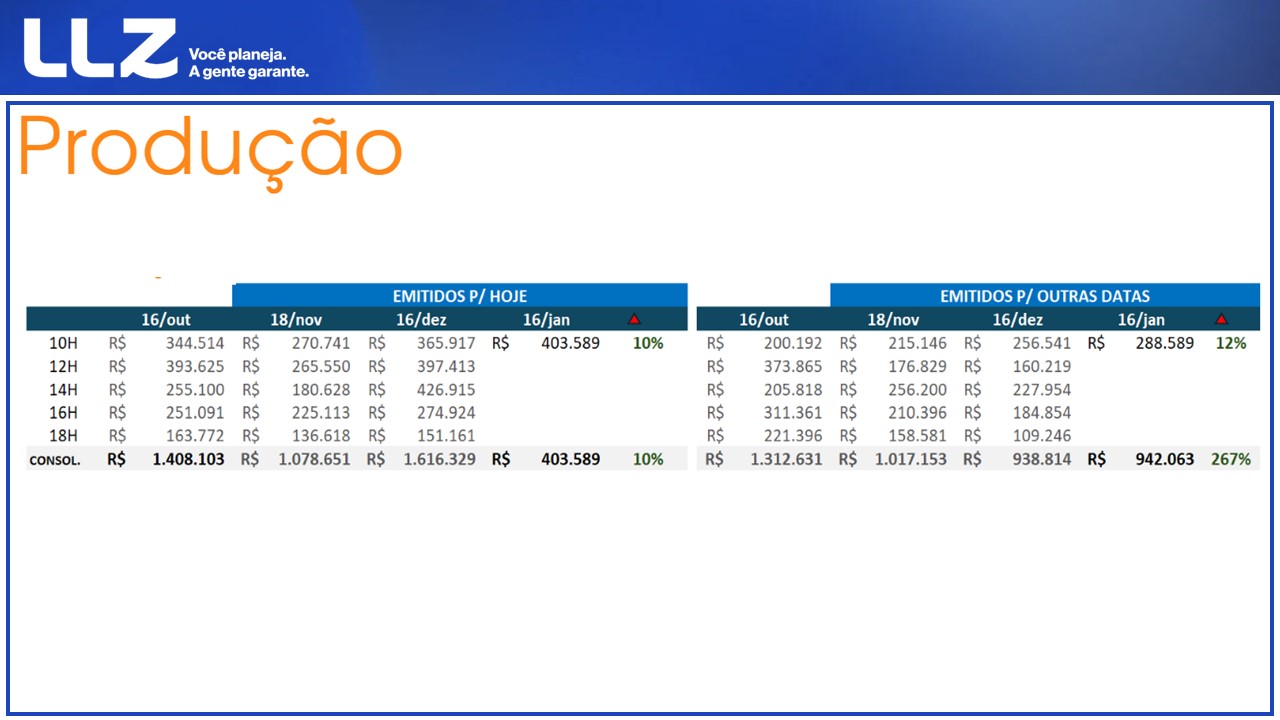 LLZ
Você planeja.
A gente garante.
Produção
EMITIDOS P/ HOJE EMITIDOS P/ OUTRAS DATAS
16/out 18/nov 16/dez 16/jan 16/out 18/nov 16/dez 16/jan
10H R$ 344.514 R$ 270.741 R$ 365.917 R$ 403.589 10% R$ 200.192 R$ 215.146 R$ 256.541 R$ 288.589 12%
12H R$ 393.625 R$ 265.550 R$ 397.413 R$ 373.865 R$ 176.829 R$ 160.219
14H R$ 255.100 R$ 180.628 R$ 426.915 R$ 205.818 R$ 256.200 R$ 227.954
16H R$ 251.091 R$ 225.113 R$ 274.924 R$ 311.361 R$ 210.396 R$ 184.854
18H R$ 163.772 R$ 136.618 R$ 151.161 R$ 221.396 R$ 158.581 R$ 109.246
CONSOL. R$ 1.408.103 R$ 1.078.651 R$ 1.616.329 R$ 403.589 10% R$ 1.312.631 R$ 1.017.153 R$ 938.814 R$ 942.063 267%